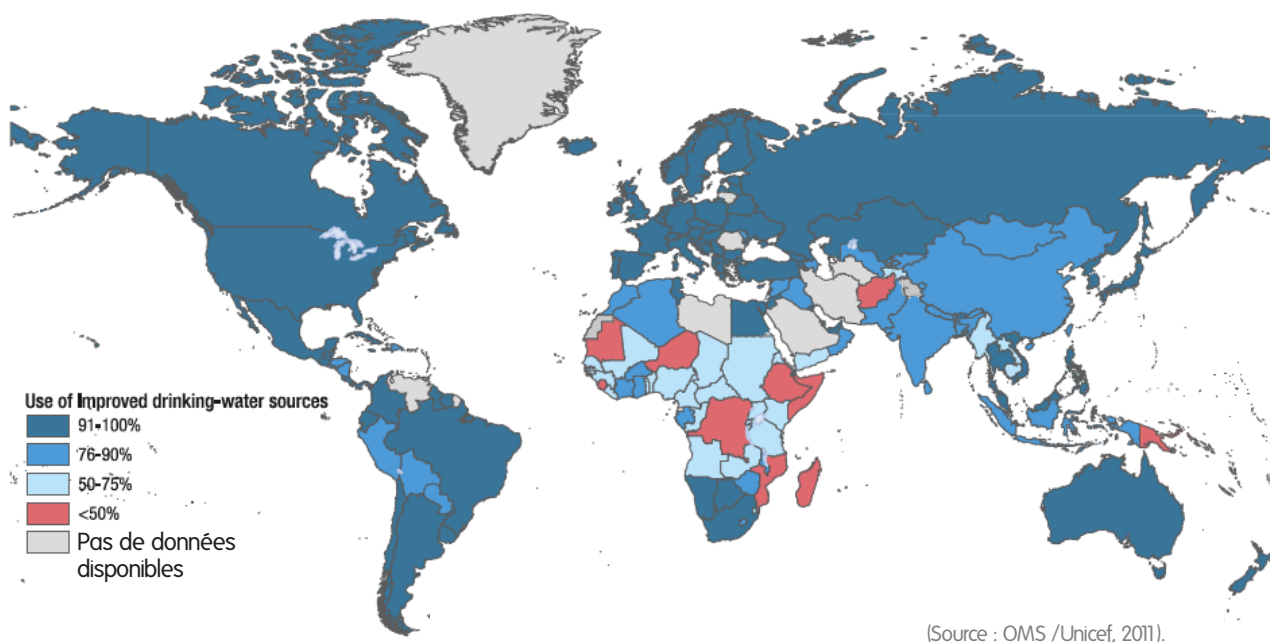 Use of Improved drinking-water sources
91-100%
76-90%
50-75%
<50%
Pas de données
disponibles
(Source : OMS /Unicef, 2011).